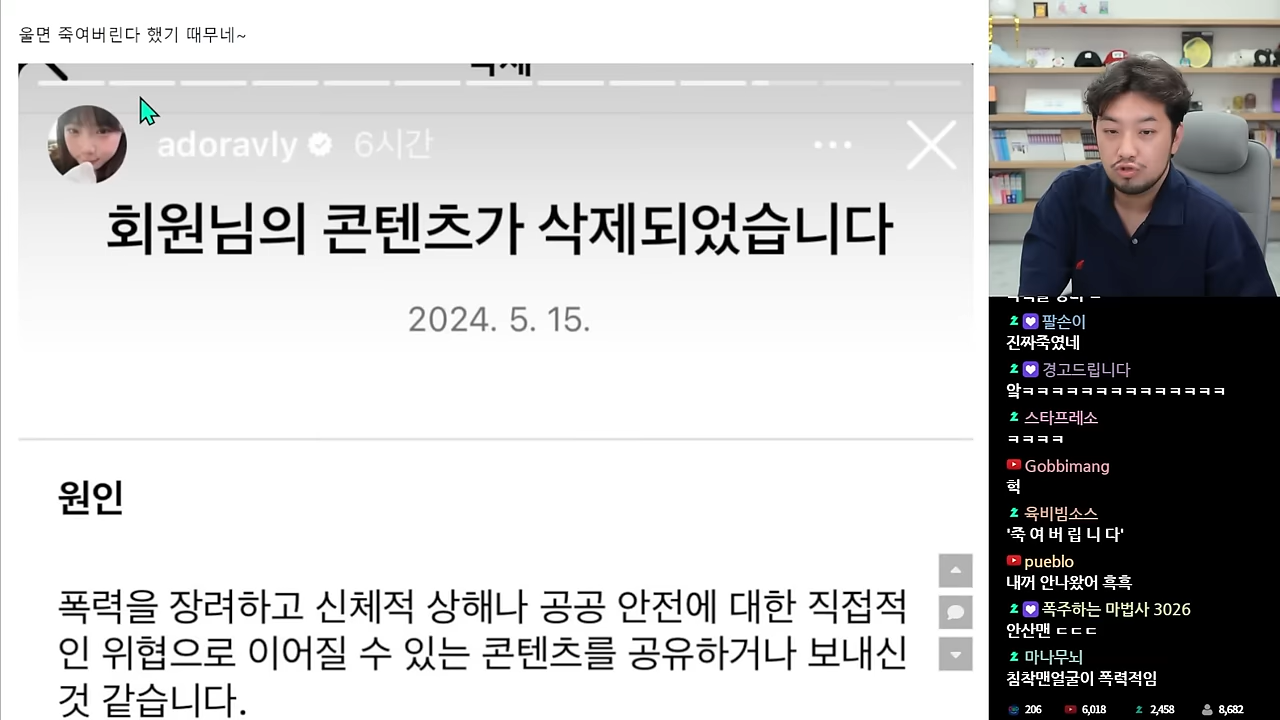 울면 죽여버린다 했기 때무네~
adoravly 6시간
회원님의 콘텐츠가 삭제되었습니다
2024. 5. 15.
원인
폭력을 장려하고 신체적 상해나 공공 안전에 대한 직접적
인 위협으로 이어질 수 있는 콘텐츠를 공유하거나 보내신
것 같습니다.
팔손이
진짜죽였네
경고드립니다
앜ㅋㅋㅋㅋㅋㅋㅋㅋㅋㅋㅋㅋㅋㅋ
스타프레소
ㅋㅋㅋㅋ
Gobbimang
헉
육비빔소스
'죽 여 버 립 니 다'
pueblo
내꺼 안나왔어 흑흑
폭주하는 마법사 3026
안산맨 ㄷㄷㄷ
마나무뇌
침착맨얼굴이 폭력적임
206 6,018 2,458 8,682